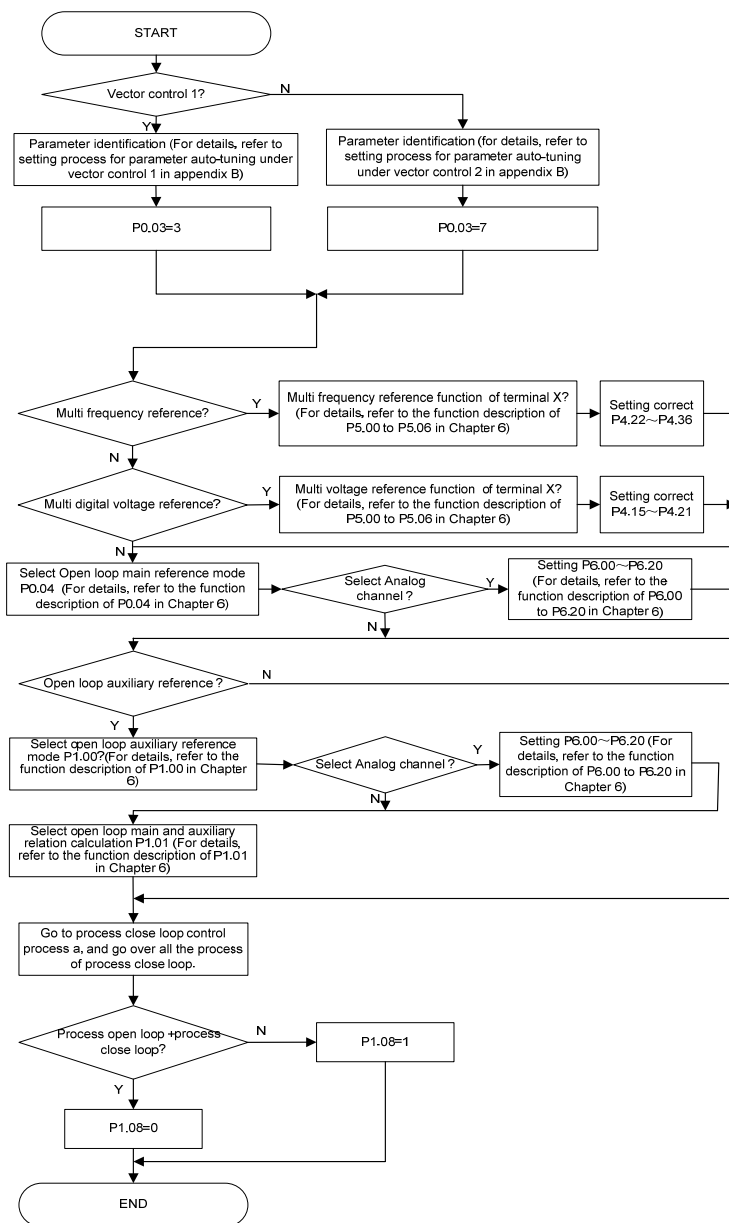 START
Vector control 1?
N
Y
Parameter identification (For details, refer to
setting process for parameter auto-tuning under
vector control 1 in appendix B)
Parameter identification (for details, refer to
setting process for parameter auto-tuning
under vector control 2 in appendix B)
P0.03=3
P0.03=7
Multi frequency reference?
Y
Multi frequency reference function of terminal X?
(For details, refer to the function description of
P5.00 to P5.06 in Chapter 6)
Setting correct
P4.22～P4.36
N
Multi digital voltage reference?
Y
Multi voltage reference function of terminal X?
(For details, refer to the function description of
P5.00 to P5.06 in Chapter 6)
Setting correct
P4.15～P4.21
N
Select Open loop main reference mode
P0.04 (For details, refer to the function
description of P0.04 in Chapter 6)
Select Analog
channel ?
Y
Setting P6.00～P6.20
(For details, refer to the
function description of P6.00
to P6.20 in Chapter 6)
N
Open loop auxiliary reference ?
N
Y
Select open loop auxiliary reference
mode P1.00?(For details, refer to the
function description of P1.00 in Chapter
6)
Select Analog channel ?
Y
Setting P6.00～P6.20 (For
details, refer to the function
description of P6.00 to P6.20 in
Chapter 6)
N
Select open loop main and auxiliary
relation calculation P1.01 (For details,
refer to the function description of P1.01
in Chapter 6)
Go to process close loop control
process a, and go over all the process
of process close loop.
Process open loop +process
close loop?
N
P1.08=1
Y
P1.08=0
END